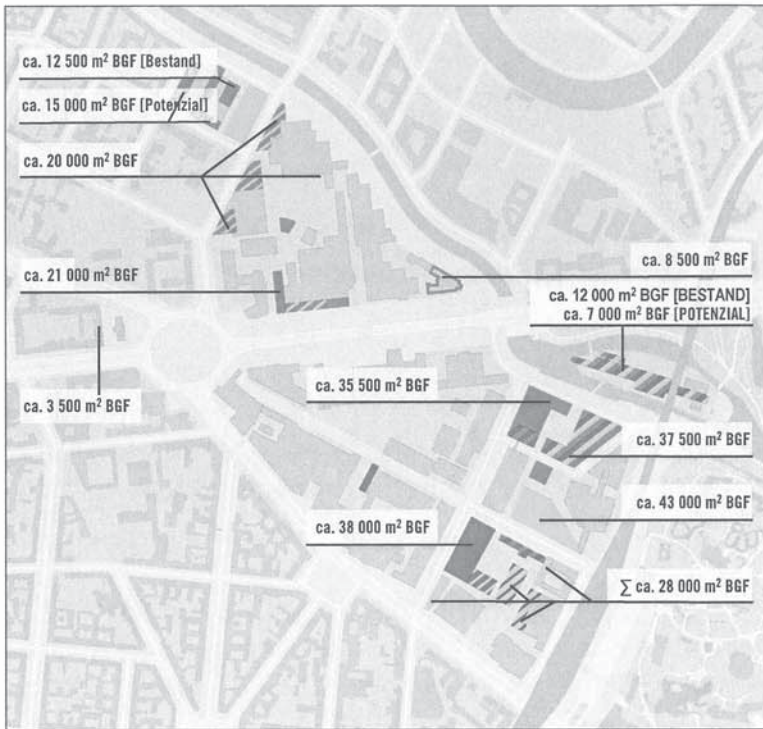 ca. 12 500 m² BGF [Bestand]
ca. 15 000 m² BGF [Potenzial]
ca. 20 000 m² BGF
ca. 21 000 m² BGF
ca. 3 500 m² BGF
ca. 8 500 m² BGF
ca. 12 000 m² BGF [BESTAND]
ca. 7 000 m² BGF [POTENZIAL]
ca. 35 500 m² BGF
ca. 37 500 m² BGF
ca. 43 000 m² BGF
ca. 38 000 m² BGF
∑ ca. 28 000 m² BGF